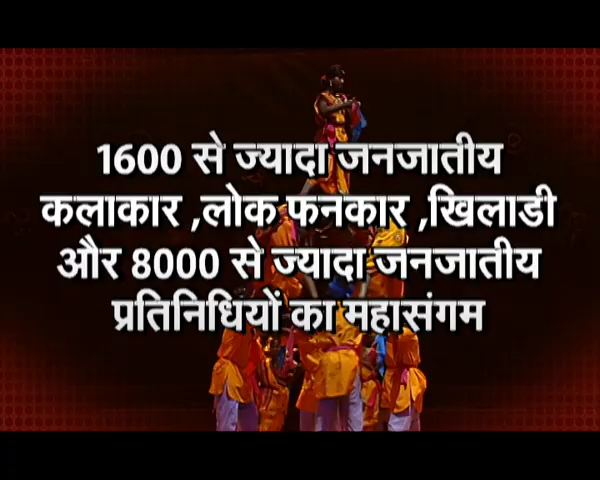 1600 से ज्यादा जनजातीय
कलाकार ,लोक फनकार ,खिलाडी
और 8000 से ज्यादा जनजातीय
प्रतिनिधियों का महासंगम